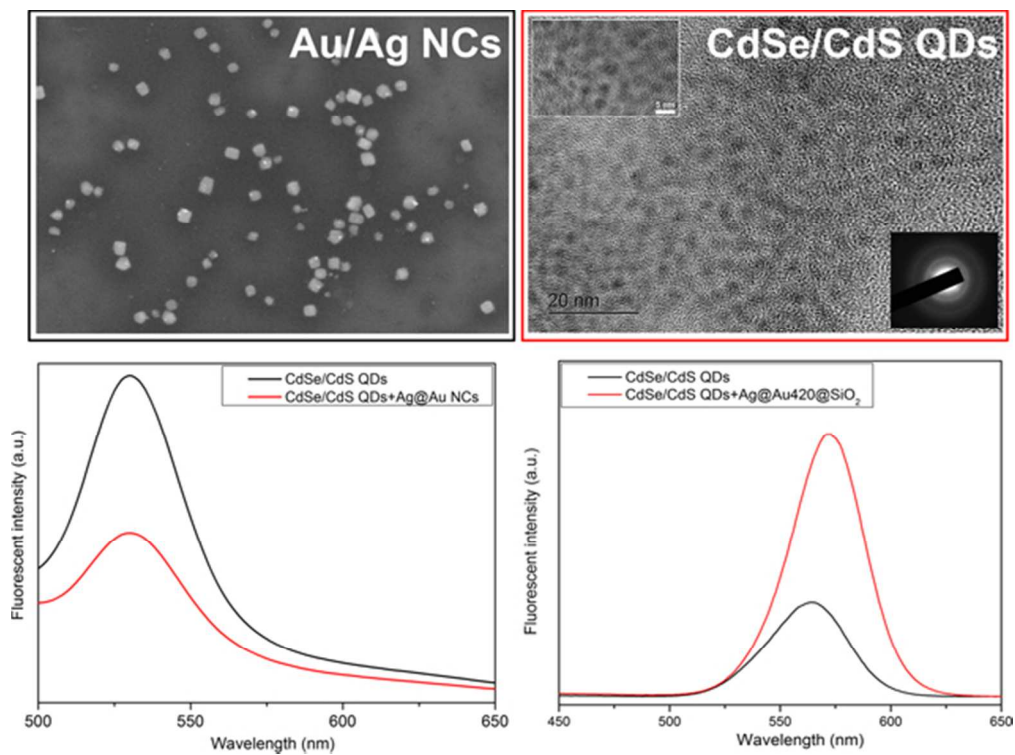 Au/Ag NCs
CdSe/CdS QDs
5 nm
20 nm
CdSe/CdS QDs
CdSe/CdS QDs+Ag@Au NCs
Fluorescent intensity (a.u.)
500 550 600 650
Wavelength (nm)
CdSe/CdS QDs
CdSe/CdS QDs+Ag@Au420@SiO₂
Fluorescent intensity (a.u.)
450 500 550 600 650
Wavelength (nm)